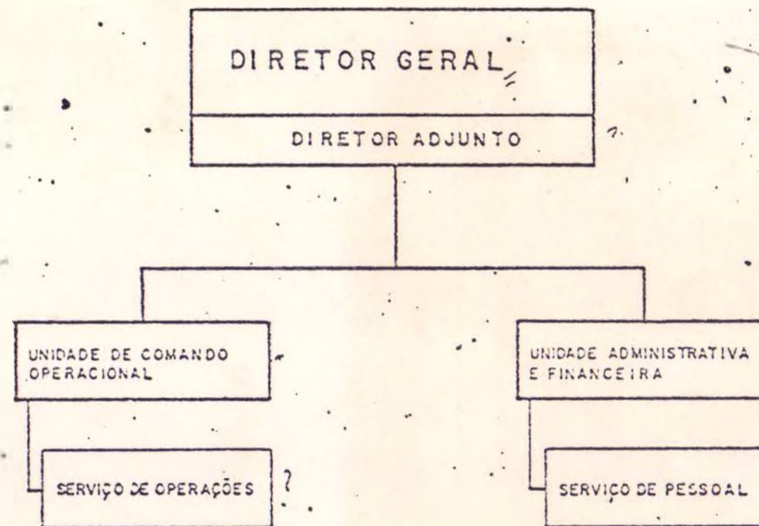 DIRETOR GERAL
DIRETOR ADJUNTO ?
UNIDADE DE COMANDO
OPERACIONAL
UNIDADE ADMINISTRATIVA
E FINANCEIRA
SERVIÇO DE OPERAÇÕES ?
SERVIÇO DE PESSOAL